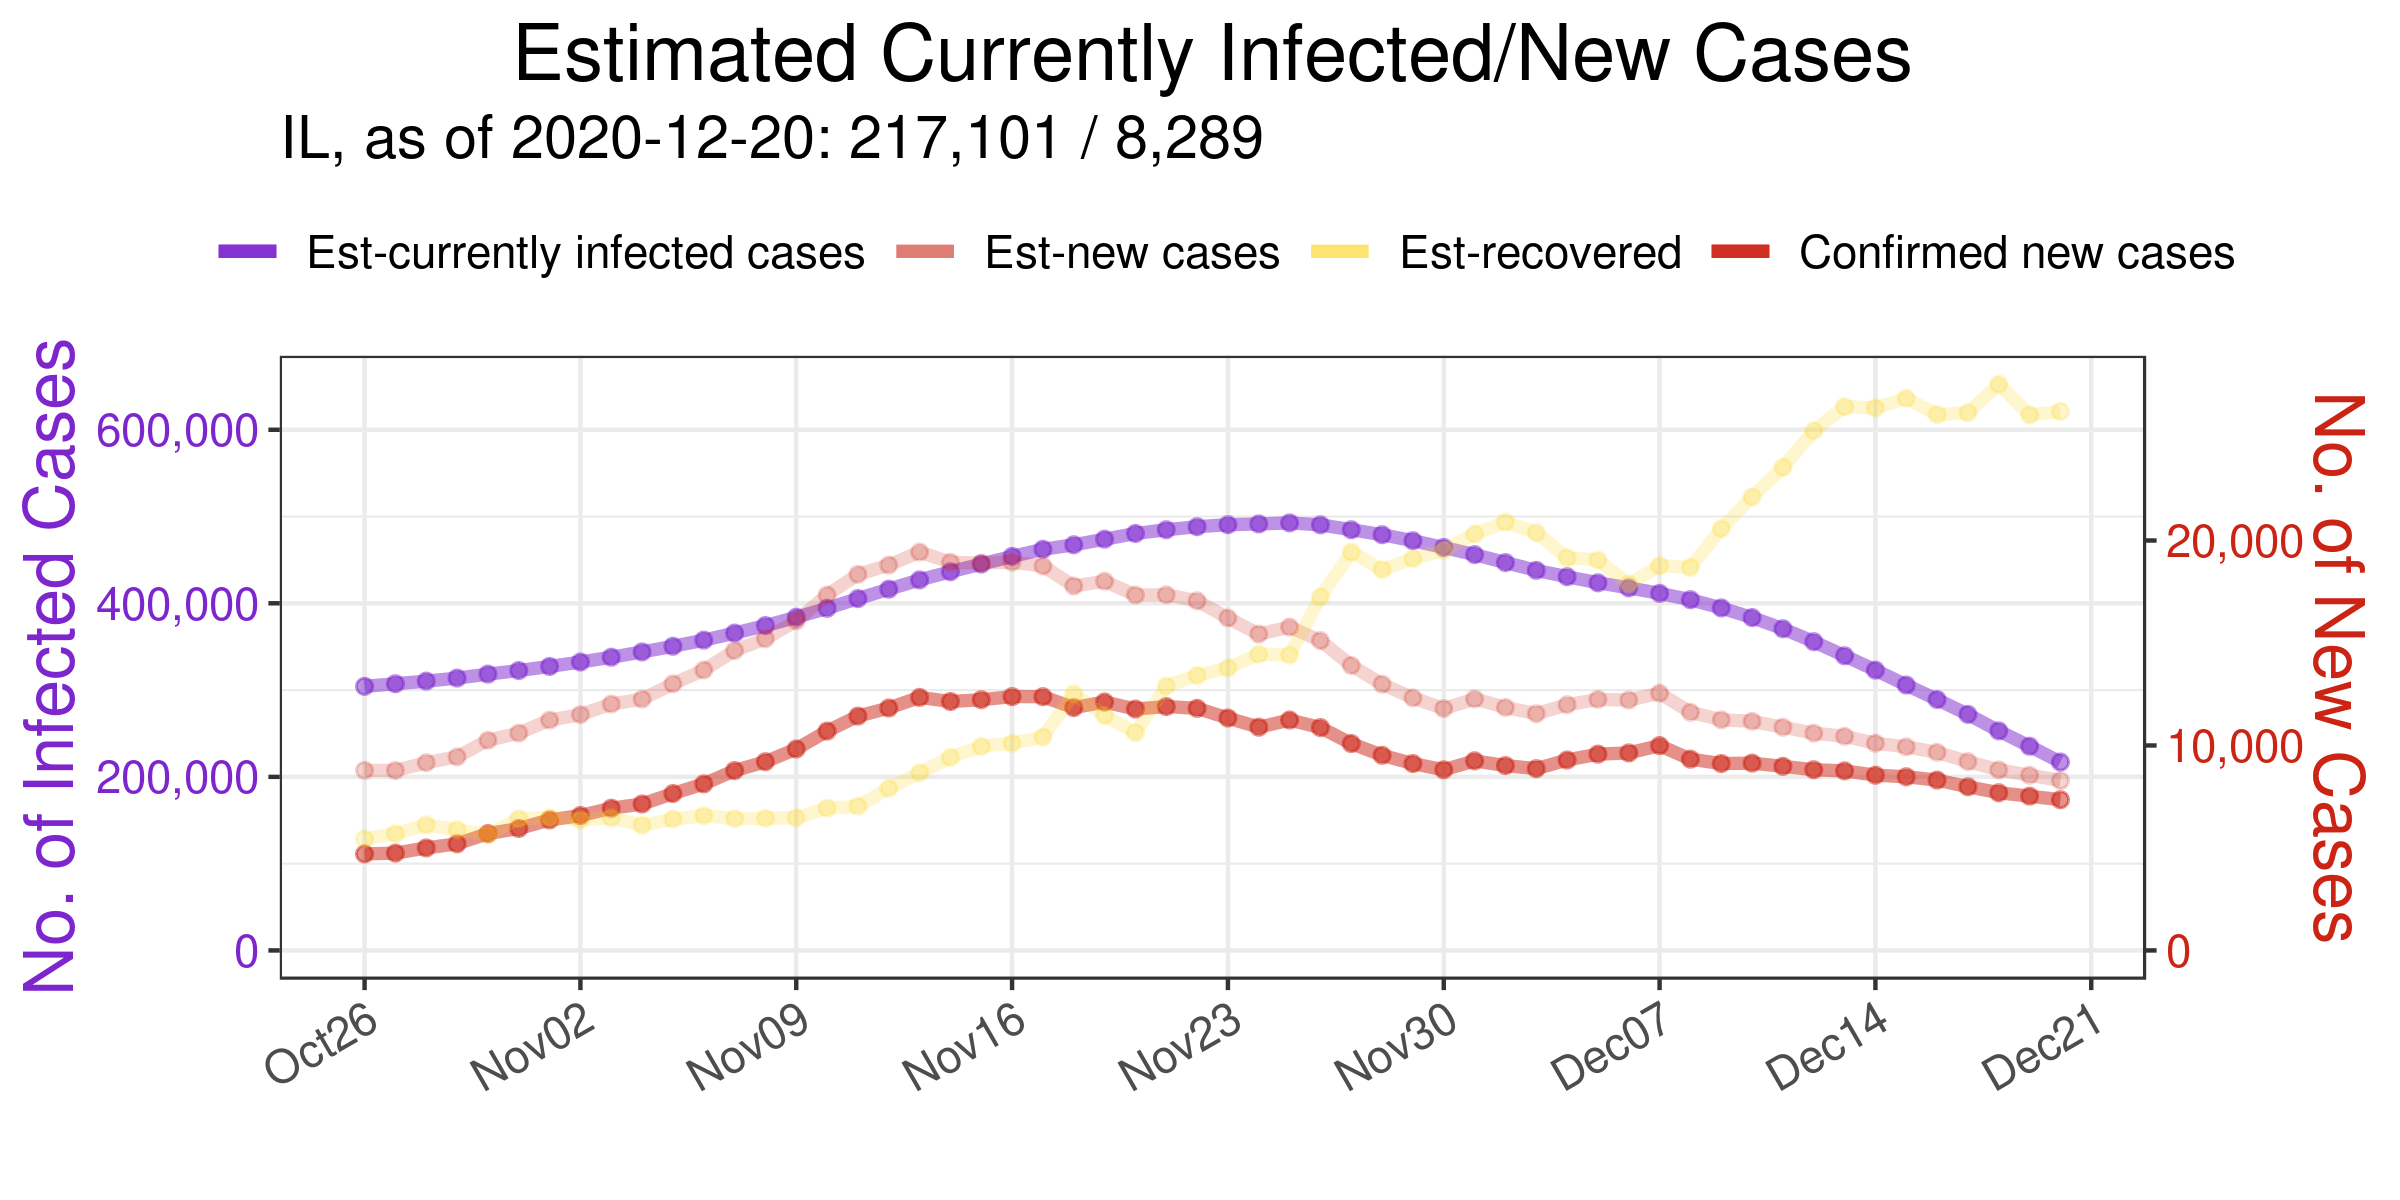 Estimated Currently Infected/New Cases
IL, as of 2020-12-20: 217,101 / 8,289
Est-currently infected cases Est-new cases Est-recovered Confirmed new cases
No. of Infected Cases
600,000
400,000
200,000
0
20,000
10,000
0
No. of New Cases
Oct26 Nov02 Nov09 Nov16 Nov23 Nov30 Dec07 Dec14 Dec21